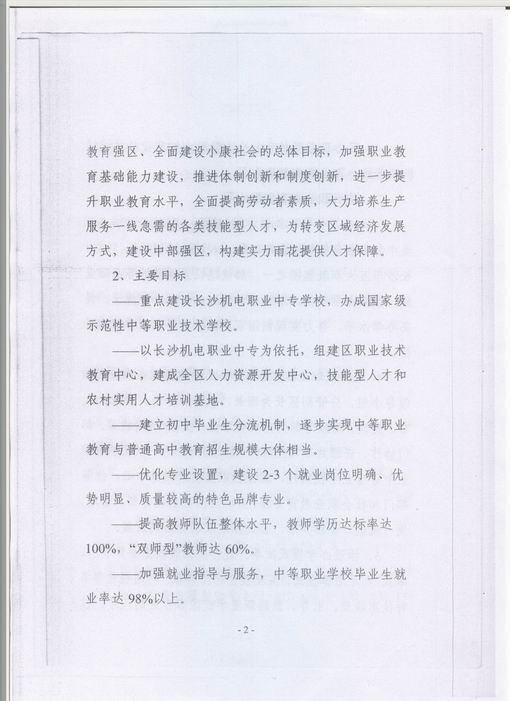 教育强区、全面建设小康社会的总体目标，加强职业教
育基础能力建设，推进体制创新和制度创新，进一步提
升职业教育水平，全面提高劳动者素质，大力培养生产
服务一线急需的各类技能型人才，为转变区域经济发展
方式，建设中部强区，构建实力雨花提供人才保障。
2、主要目标
——重点建设长沙机电职业中专学校，办成国家级
示范性中等职业技术学校。
——以长沙机电职业中专为依托，组建区职业技术
教育中心，建成全区人力资源开发中心，技能型人才和
农村实用人才培训基地。
——建立初中毕业生分流机制，逐步实现中等职业
教育与普通高中教育招生规模大体相当。
——优化专业设置，建设 2-3 个就业岗位明确、优
势明显、质量较高的特色品牌专业。
——提高教师队伍整体水平，教师学历达标率达
100%，“双师型”教师达 60%。
——加强就业指导与服务，中等职业学校毕业生就
业率达 98%以上。
- 2 -